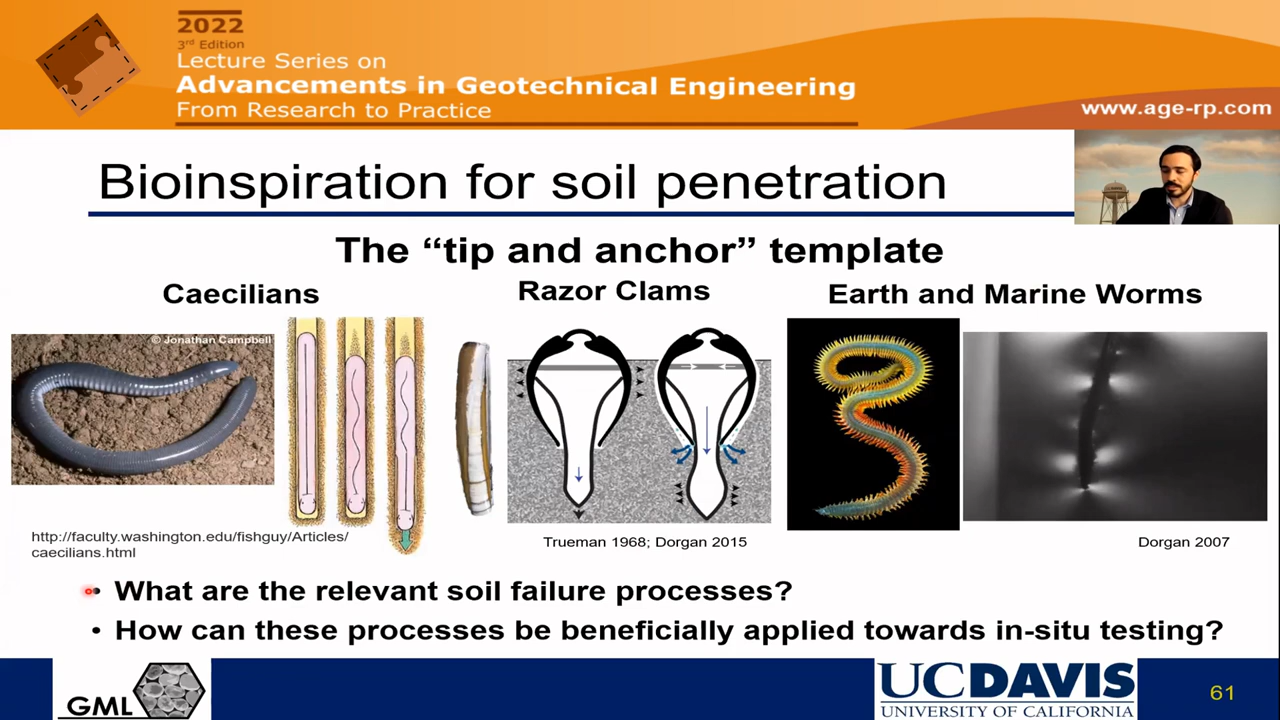 2022
3rd Edition
Lecture Series on
Advancements in Geotechnical Engineering
From Research to Practice
www.age-rp.com
Bioinspiration for soil penetration
The “tip and anchor” template
Caecilians
Razor Clams
Earth and Marine Worms
© Jonathan Campbell
http://faculty.washington.edu/fishguy/Articles/
caecilians.html
Trueman 1968; Dorgan 2015
Dorgan 2007
• What are the relevant soil failure processes?
• How can these processes be beneficially applied towards in-situ testing?
GML
UCDAVIS
UNIVERSITY OF CALIFORNIA
61